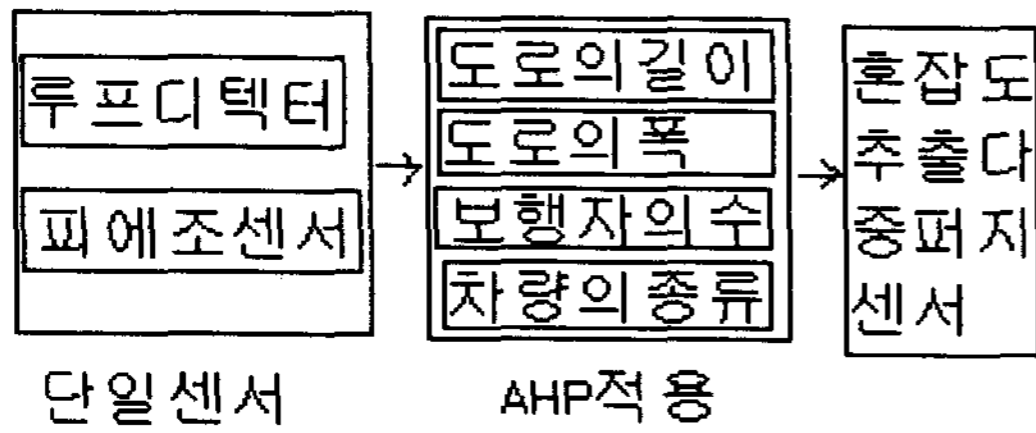 루프디텍터
피에조센서
단일센서
도로의길이
도로의폭
보행자의수
차량의종류
AHP적용
혼잡도
추출다
중퍼지
센서